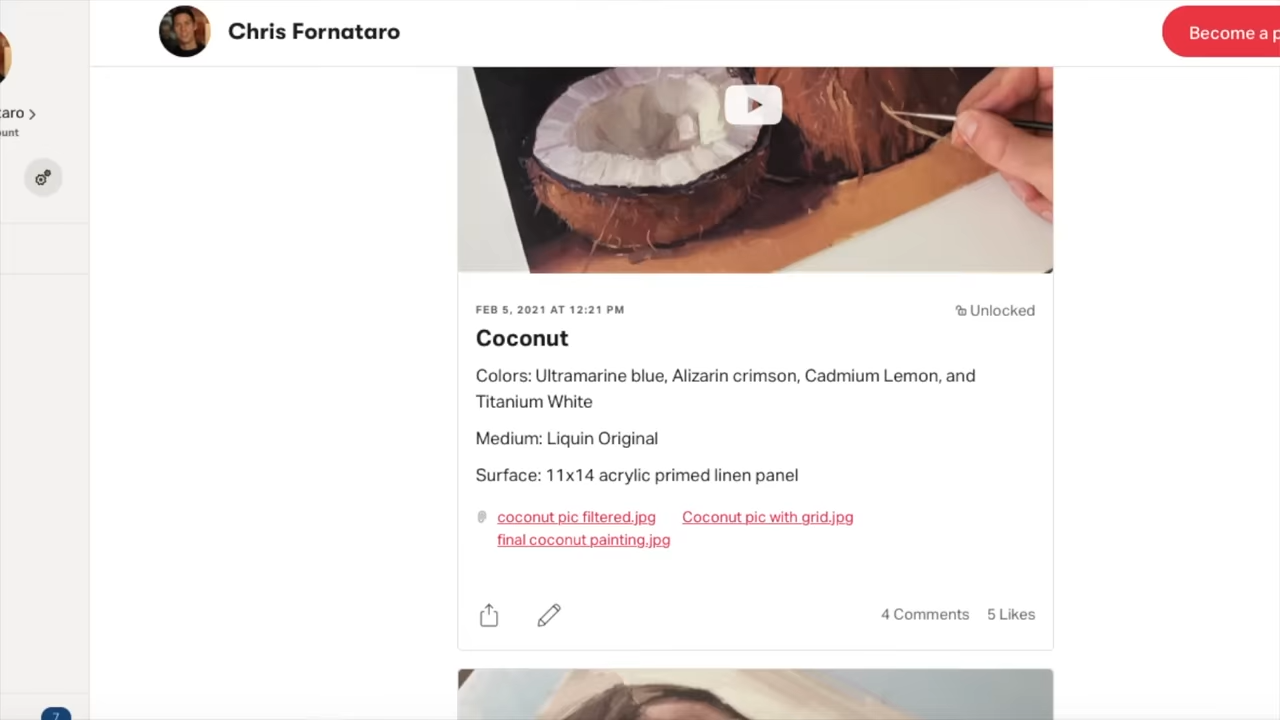 Chris Fornataro
Become a p
taro
unt
FEB 5, 2021 AT 12:21 PM
Unlocked
Coconut
Colors: Ultramarine blue, Alizarin crimson, Cadmium Lemon, and
Titanium White
Medium: Liquin Original
Surface: 11x14 acrylic primed linen panel
coconut pic filtered.jpg Coconut pic with grid.jpg
final coconut painting.jpg
4 Comments 5 Likes
7